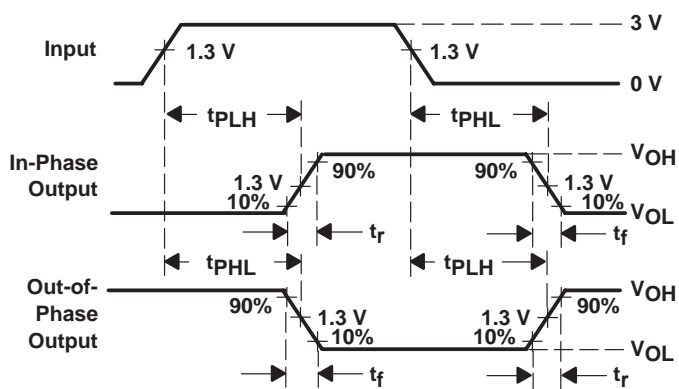 3 V
Input
1.3 V
1.3 V
0 V
tPLH
tPHL
VOH
In-Phase
Output
90%
90%
1.3 V
1.3 V
10%
10%
VOL
tr
tf
tPHL
tPLH
Out-of-
Phase
Output
VOH
90%
90%
1.3 V
1.3 V
10%
10%
VOL
tf
tr